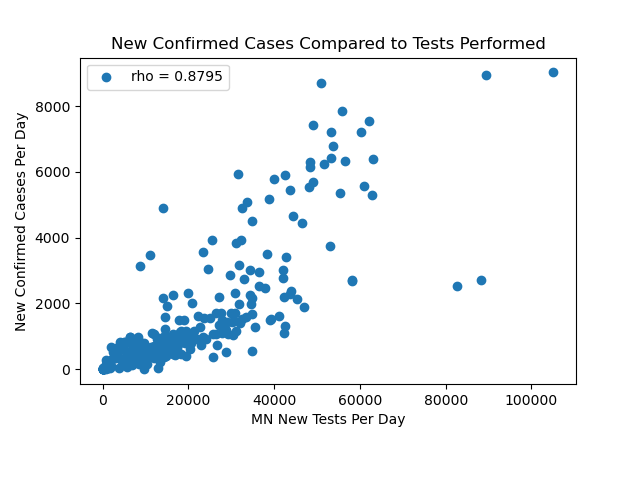 New Confirmed Cases Compared to Tests Performed
rho = 0.8795
New Confirmed Caeses Per Day
8000
6000
4000
2000
0
0 20000 40000 60000 80000 100000
MN New Tests Per Day